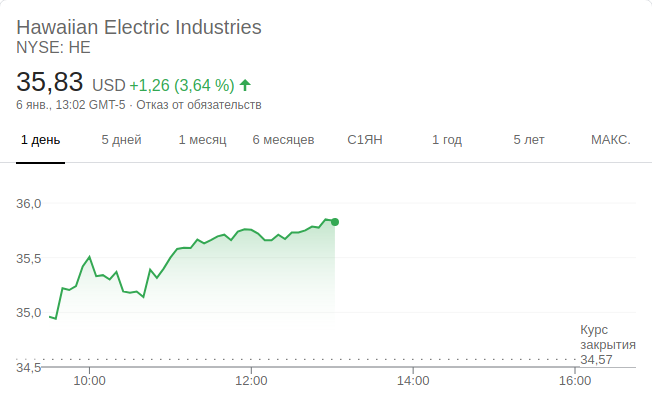 Hawaiian Electric Industries
NYSE: HE
35,83 USD +1,26 (3,64 %)
6 янв., 13:02 GMT-5 · Отказ от обязательств
1 день 5 дней 1 месяц 6 месяцев С1ЯН 1 год 5 лет МАКС.
36,0
35,5
35,0
34,5
Курс
закрытия
34,57
10:00 12:00 14:00 16:00